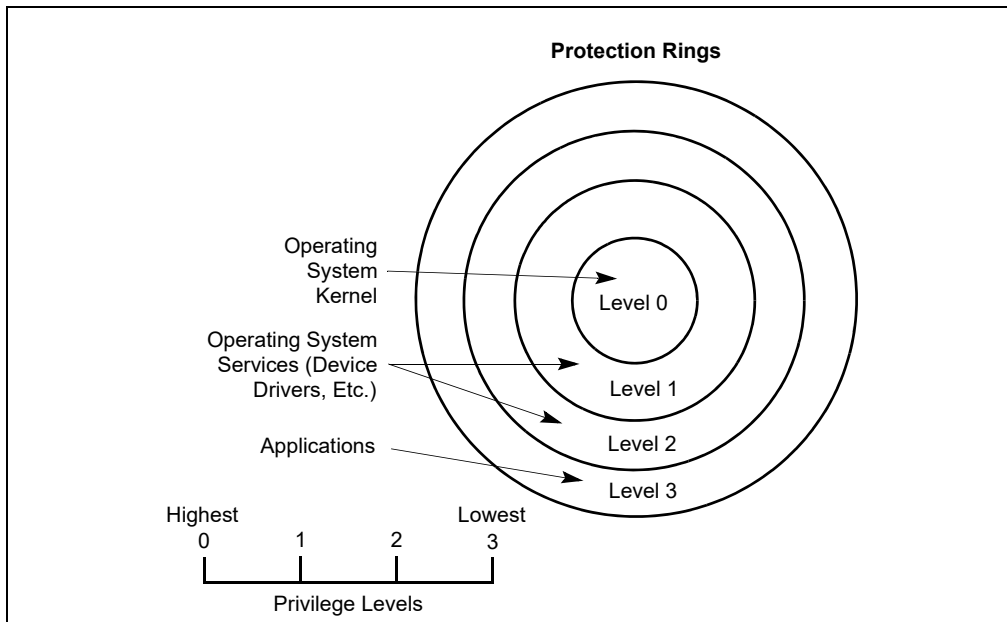 Protection Rings
Operating
System
Kernel
Level 0
Operating System
Services (Device
Drivers, Etc.)
Level 1
Applications
Level 2
Level 3
Highest
Lowest
0
1
2
3
Privilege Levels